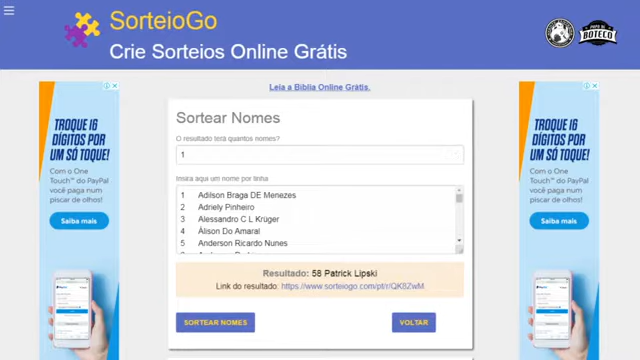 SorteioGo
Crie Sorteios Online Grátis
PAPO DE
BOTECO
Leia a Bíblia Online Grátis.
TROQUE 16
DÍGITOS POR
UM SÓ TOQUE!
Com o One
Touch™ do PayPal
você paga num
piscar de olhos!
Saiba mais
Sortear Nomes
O resultado terá quantos nomes?
1
Insira aqui um nome por linha
1 Adilson Braga DE Menezes
2 Adriely Pinheiro
3 Alessandro C L Krüger
4 Álison Do Amaral
5 Anderson Ricardo Nunes
Resultado: 58 Patrick Lipski
Link do resultado: https://www.sorteiogo.com/pt/r/QK8ZwM
SORTEAR NOMES
VOLTAR
TROQUE 16
DÍGITOS POR
UM SÓ TOQUE!
Com o One
Touch™ do PayPal
você paga num
piscar de olhos!
Saiba mais